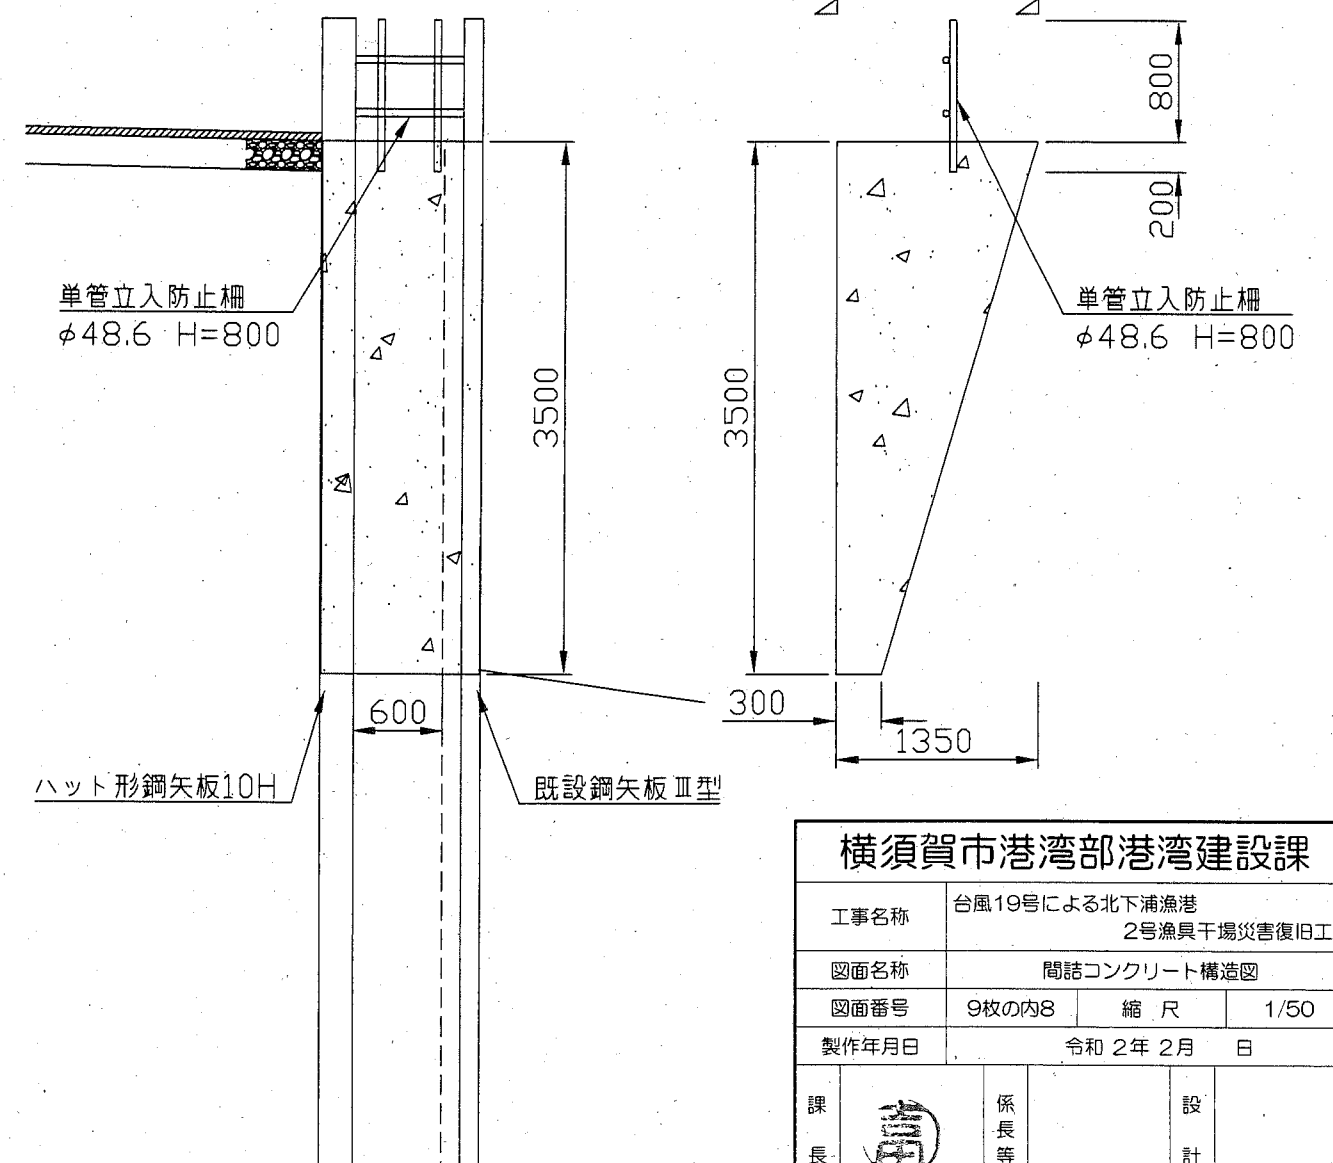 800
200
単管立入防止柵
φ48.6 H=800
単管立入防止柵
φ48.6 H=800
3500
3500
600
300
1350
ハット形鋼矢板10H
既設鋼矢板Ⅲ型
横須賀市港湾部港湾建設課
工事名称
台風19号による北下浦漁港
2号漁具干場災害復旧工
図面名称
間詰コンクリート構造図
図面番号
9枚の内8
縮 尺
1/50
製作年月日
令和 2年 2月 日
課長
係長等
設計